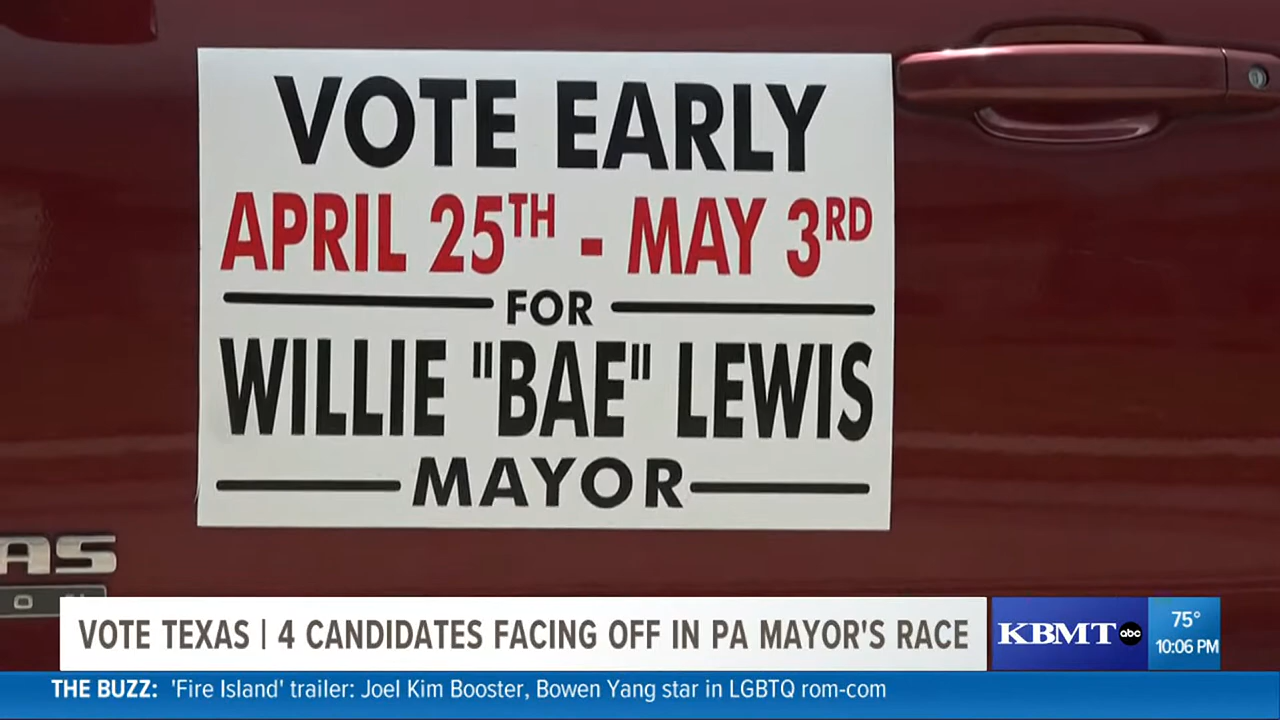 VOTE EARLY
APRIL 25TH - MAY 3RD
FOR
WILLIE "BAE" LEWIS
MAYOR
AS
VOTE TEXAS | 4 CANDIDATES FACING OFF IN PA MAYOR'S RACE
KBMT abc
75°
10:06 PM
THE BUZZ: 'Fire Island' trailer: Joel Kim Booster, Bowen Yang star in LGBTQ rom-com